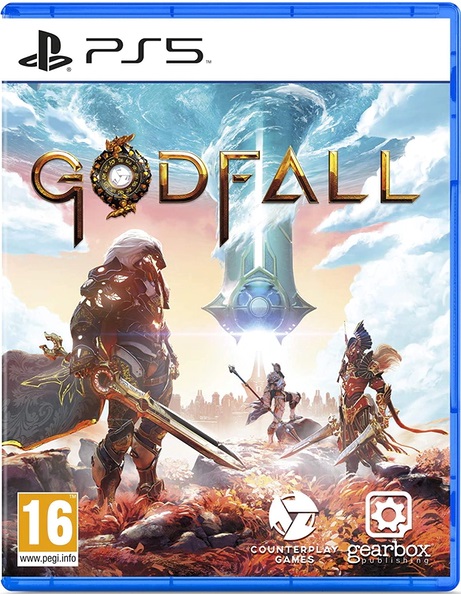 PS5
GODFALL
16
www.pegi.info
COUNTERPLAY
GAMES
gearbox
publishing